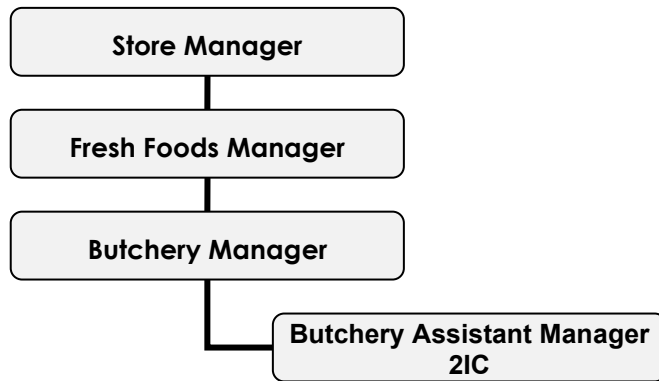 Store Manager
Fresh Foods Manager
Butchery Manager
Butchery Assistant Manager
2IC